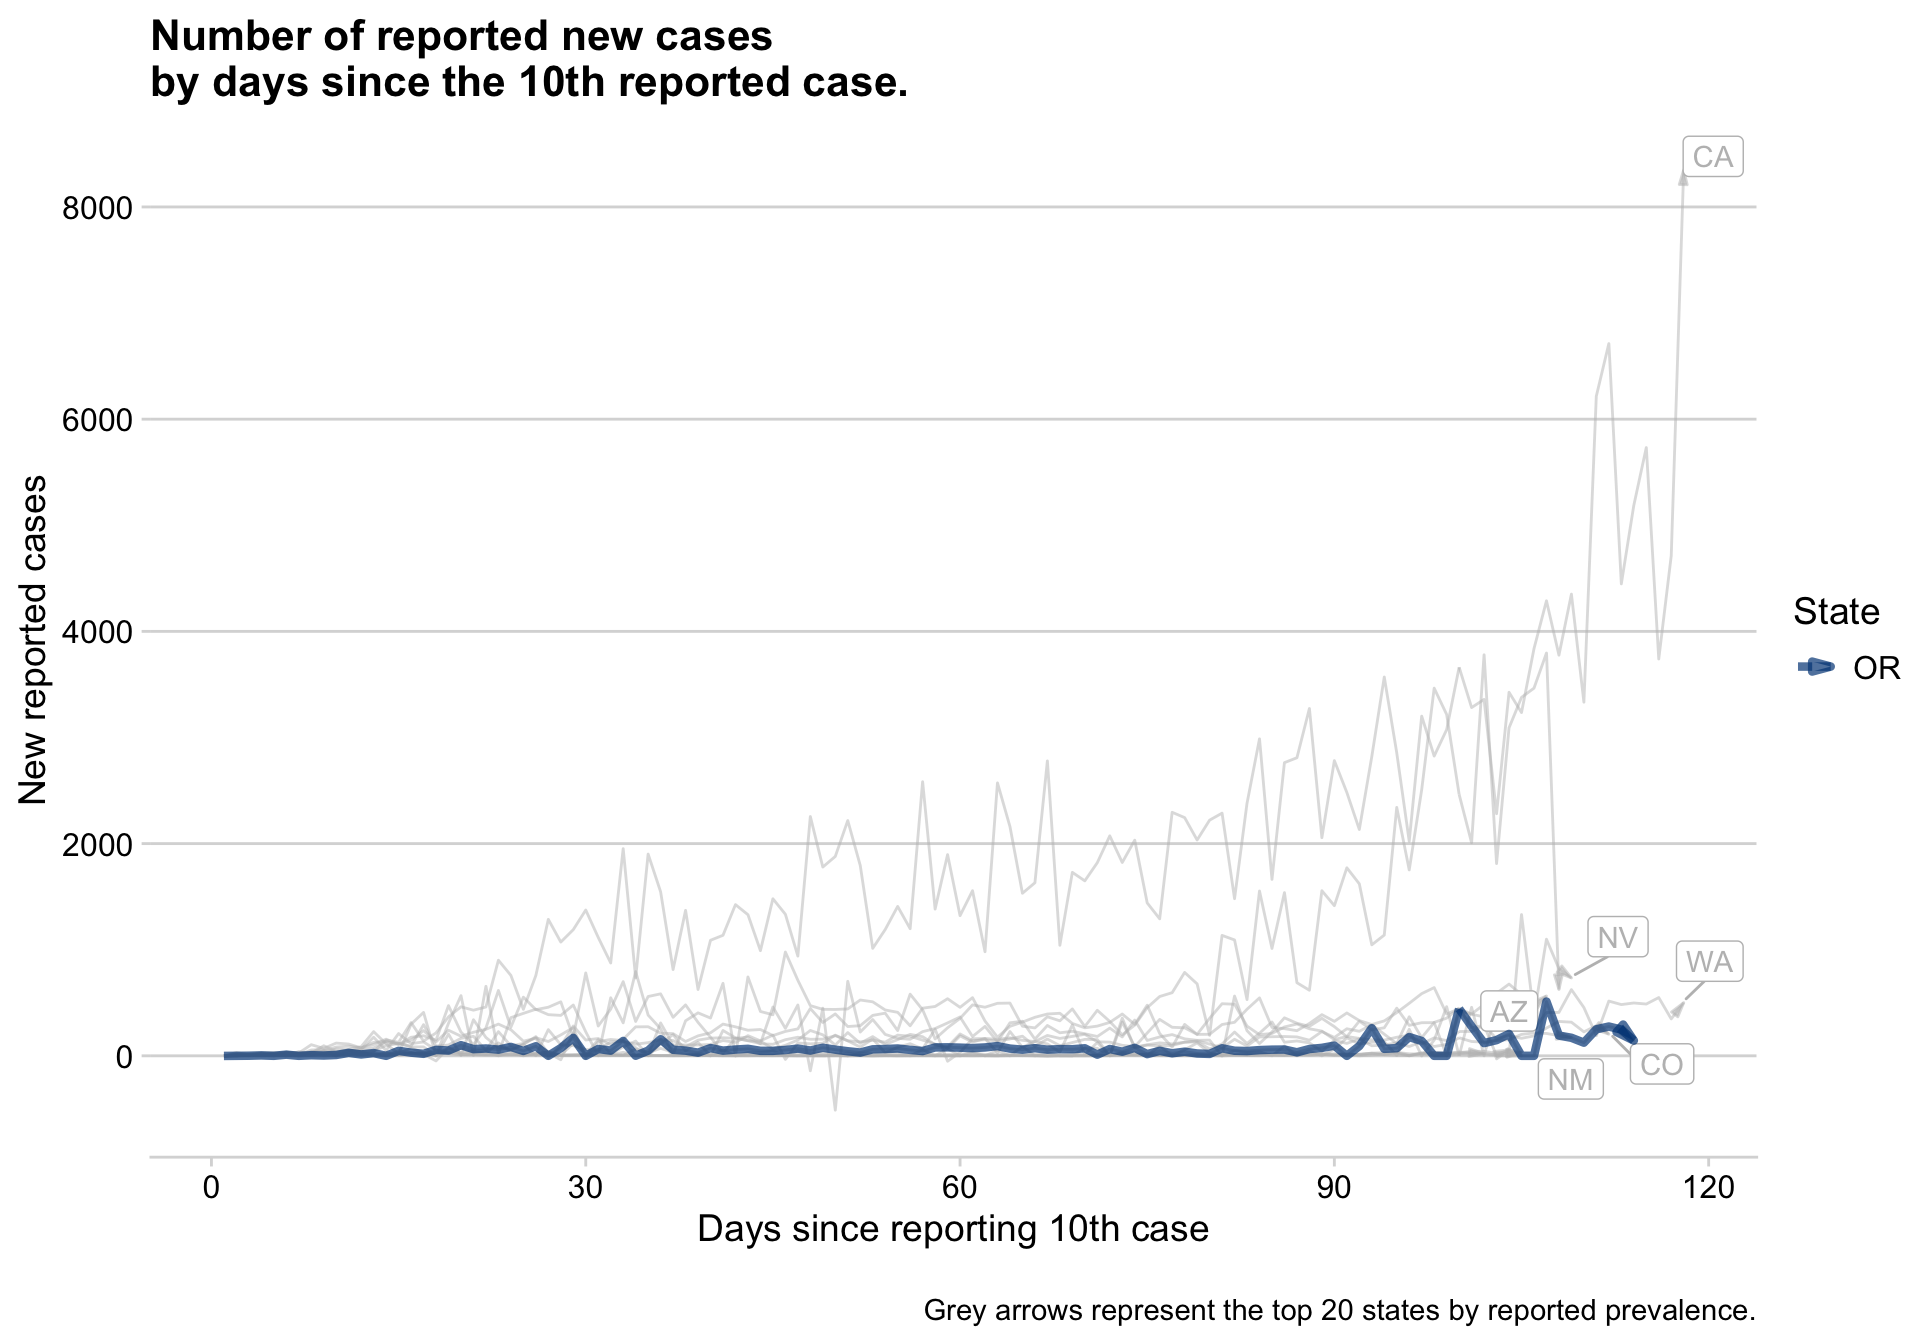 Number of reported new cases
by days since the 10th reported case.
CA
8000
6000
4000
2000
0
New reported cases
NV
WA
AZ
CO
NM
State
OR
0 30 60 90 120
Days since reporting 10th case
Grey arrows represent the top 20 states by reported prevalence.